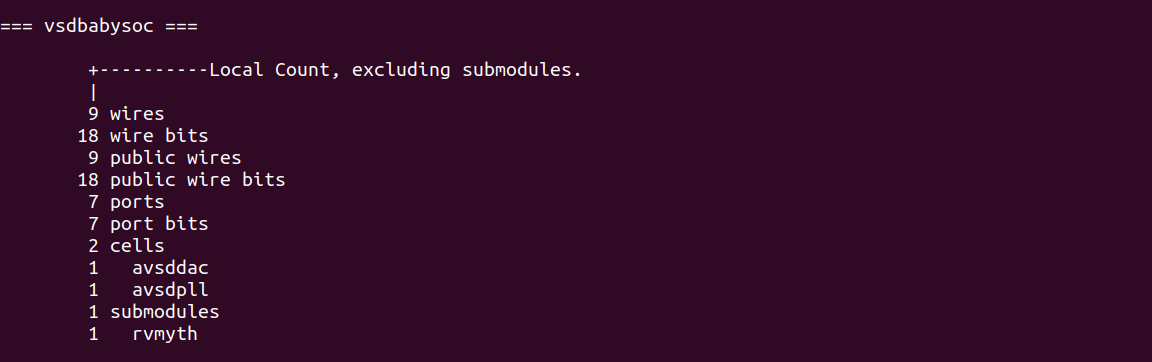 === vsdbabysoc ===
+----------Local Count, excluding submodules.
|
9 wires
18 wire bits
9 public wires
18 public wire bits
7 ports
7 port bits
2 cells
1 avsddac
1 avsdpll
1 submodules
1 rvmyth